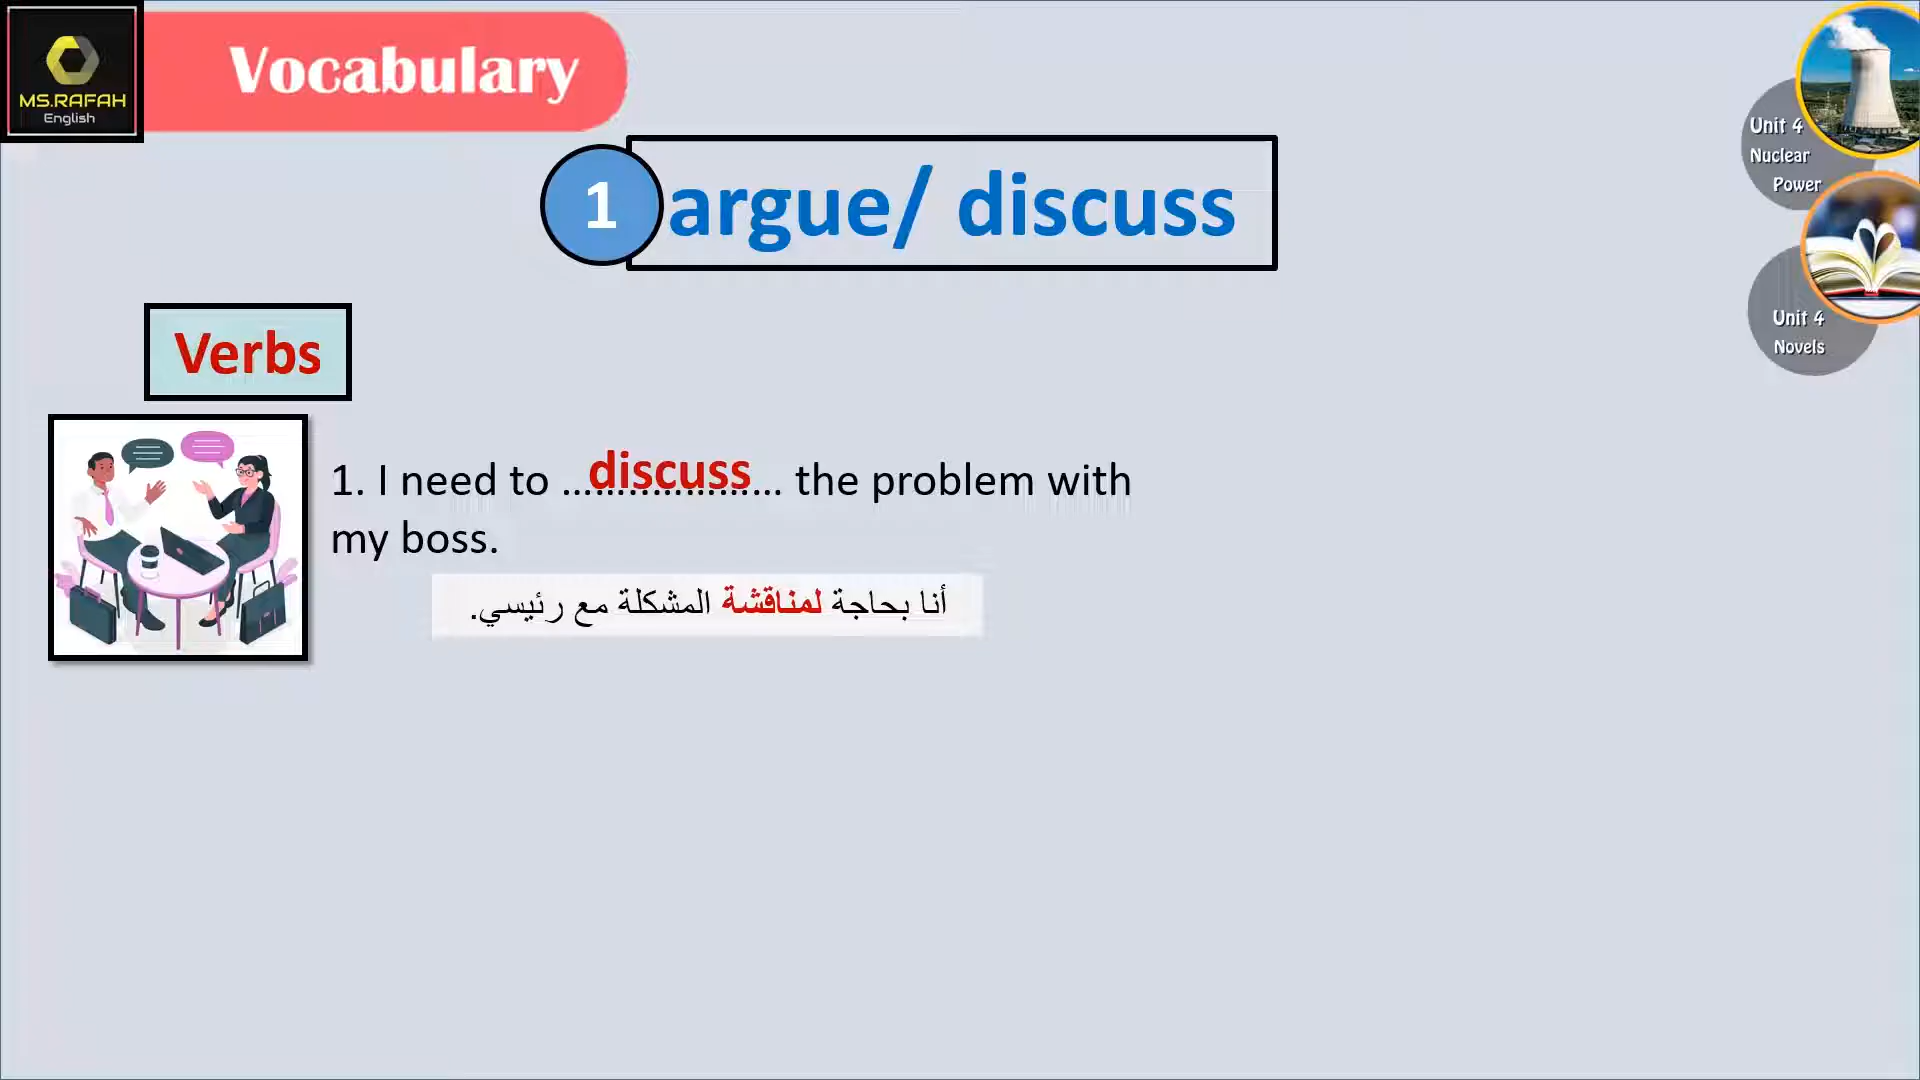 MS.RAFAH
English
Vocabulary
Unit 4
Nuclear
Power
1 argue/ discuss
Unit 4
Novels
Verbs
1. I need to ...discuss... the problem with
my boss.
أنا بحاجة لمناقشة المشكلة مع رئيسي.